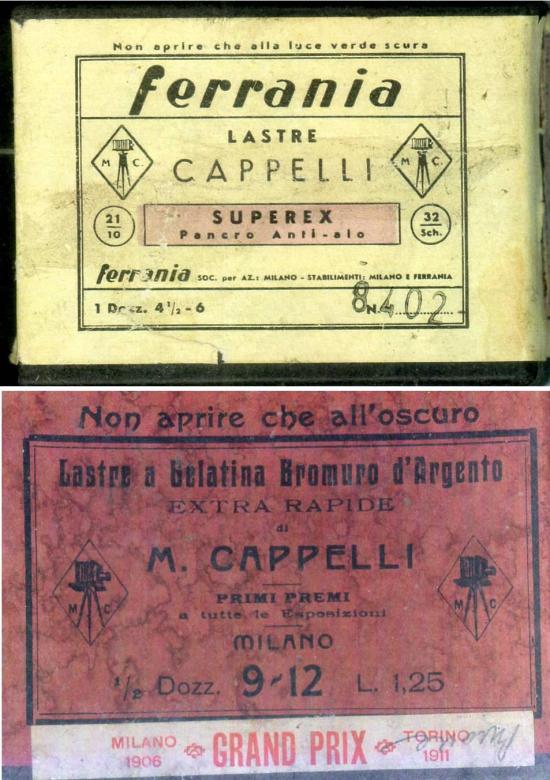 Non aprire che alla luce verde scura
ferrania
LASTRE
CAPPELLI
M. C.
M. C.
21/10
SUPEREX
Pancro Anti-alo
32
Sch.
ferrania SOC. per AZ.: MILANO - STABILIMENTI: MILANO E FERRANIA
1 Dozz. 4 1/2 - 6
N. 8402
Non aprire che all'oscuro
Lastre a Gelatina Bromuro d'Argento
EXTRA RAPIDE
di
M. CAPPELLI
M C
M C
PRIMI PREMI
a tutte le Esposizioni
MILANO
1/2 Dozz. 9-12 L. 1,25
MILANO 1906
GRAND PRIX
TORINO 1911